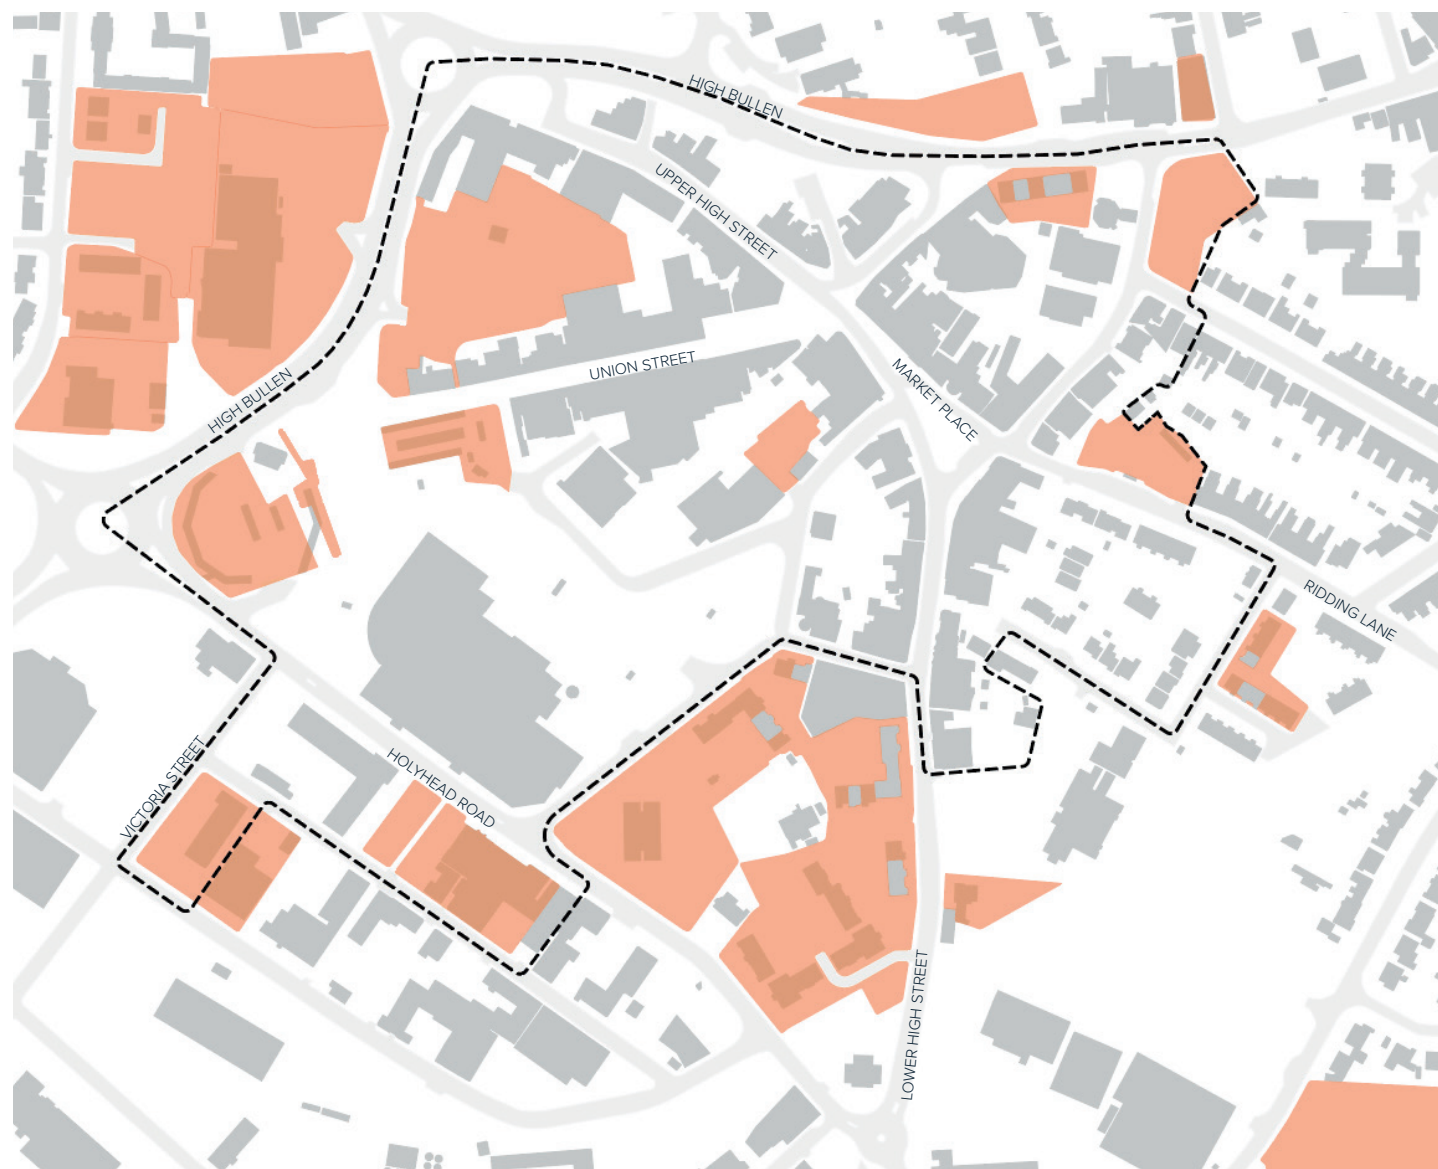 HIGH BULLEN
UPPER HIGH STREET
UNION STREET
MARKET PLACE
HIGH BULLEN
RIDDING LANE
VICTORIA STREET
HOLYHEAD ROAD
LOWER HIGH STREET